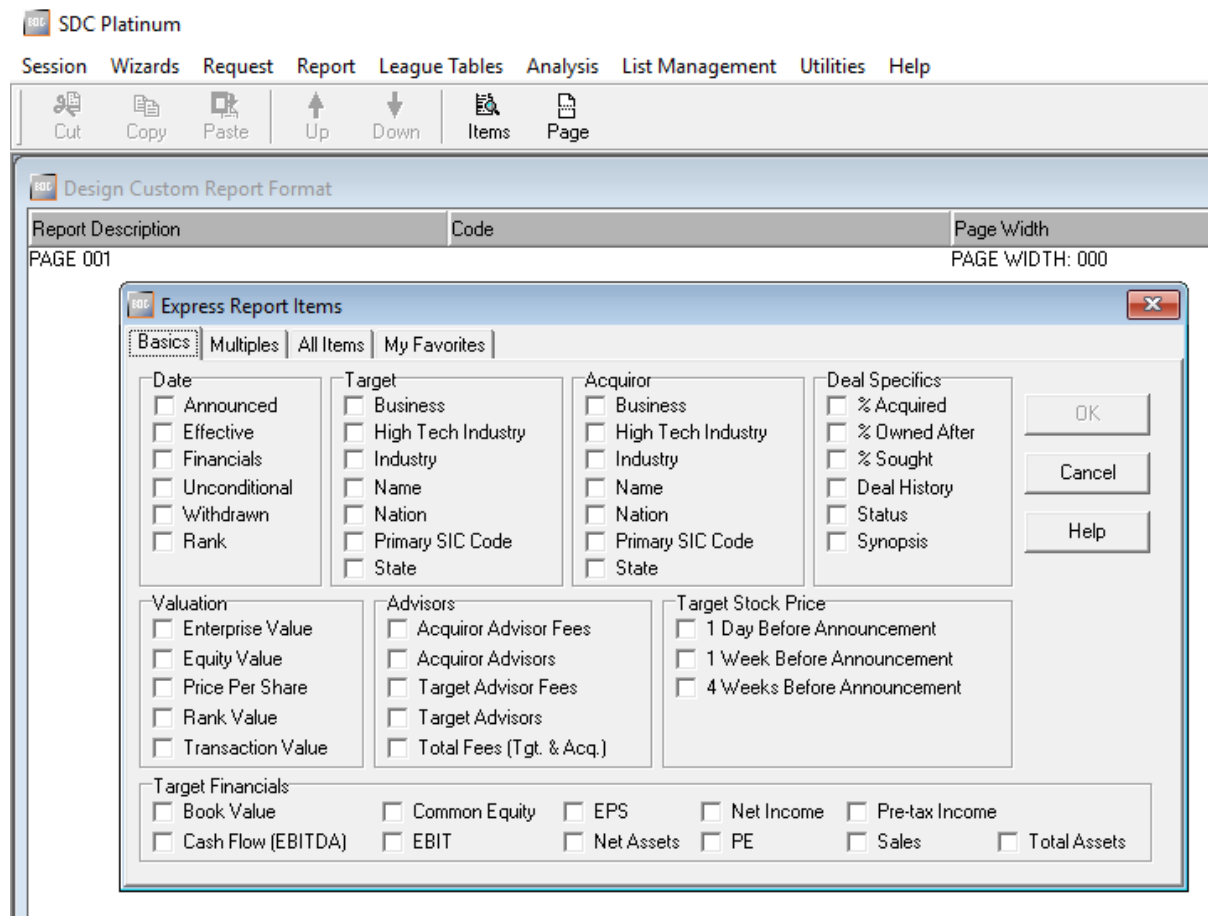 SDC Platinum
Session Wizards Request Report League Tables Analysis List Management Utilities Help
Cut Copy Paste Up Down Items Page
SDC Design Custom Report Format
Report Description Code Page Width
PAGE 001 PAGE WIDTH: 000
SDC Express Report Items
Basics Multiples All Items My Favorites
Date Target Acquiror Deal Specifics
Announced Business Business % Acquired OK
Effective High Tech Industry High Tech Industry % Owned After
Financials Industry Industry % Sought Cancel
Unconditional Name Name Deal History
Withdrawn Nation Nation Status
Rank Primary SIC Code Primary SIC Code Synopsis Help
State State
Valuation Advisors Target Stock Price
Enterprise Value Acquiror Advisor Fees 1 Day Before Announcement
Equity Value Acquiror Advisors 1 Week Before Announcement
Price Per Share Target Advisor Fees 4 Weeks Before Announcement
Rank Value Target Advisors
Transaction Value Total Fees (Tgt. & Acq.)
Target Financials
Book Value Common Equity EPS Net Income Pre-tax Income
Cash Flow (EBITDA) EBIT Net Assets PE Sales Total Assets